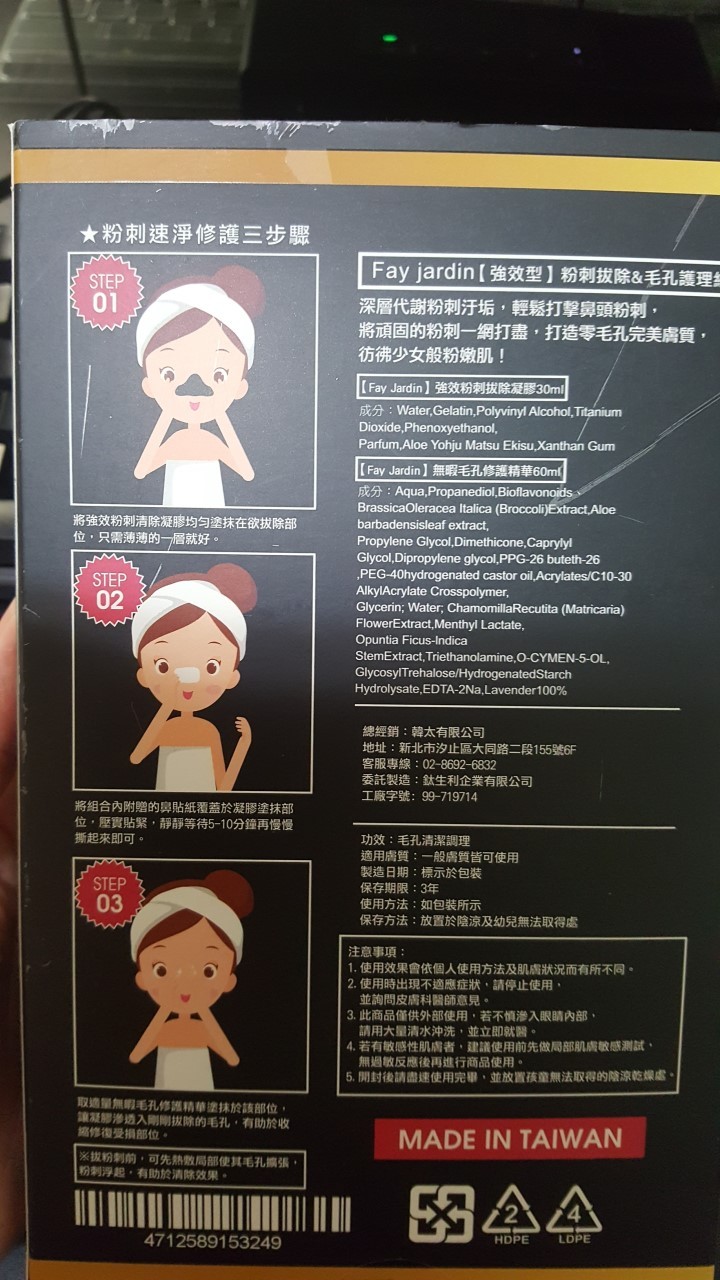 ★粉刺速淨修護三步驟
STEP
01
將強效粉刺清除凝膠均勻塗抹在欲拔除部
位，只需薄薄的一層就好。
STEP
02
將組合內附贈的鼻貼紙覆蓋於凝膠塗抹部
位，壓實貼緊，靜靜等待5-10分鐘再慢慢
撕起來即可。
STEP
03
取適量無暇毛孔修護精華塗抹於該部位，
讓凝膠滲透入剛剛拔除的毛孔，有助於收
縮修復受損部位。
※拔粉刺前，可先熱敷局部使其毛孔擴張，
粉刺浮起，有助於清除效果。
4712589153249
Fay jardin【強效型】粉刺拔除&毛孔護理
深層代謝粉刺汙垢，輕鬆打擊鼻頭粉刺，
將頑固的粉刺一網打盡，打造零毛孔完美膚質，
彷彿少女般粉嫩肌！
【Fay Jardin】強效粉刺拔除凝膠30ml
成分：Water,Gelatin,Polyvinyl Alcohol,Titanium
Dioxide,Phenoxyethanol,
Parfum,Aloe Yohju Matsu Ekisu,Xanthan Gum
【Fay Jardin】無暇毛孔修護精華60ml
成分：Aqua,Propanediol,Bioflavonoids、
BrassicaOleracea Italica (Broccoli)Extract,Aloe
barbadensisleaf extract,
Propylene Glycol,Dimethicone,Caprylyl
Glycol,Dipropylene glycol,PPG-26 buteth-26
,PEG-40hydrogenated castor oil,Acrylates/C10-30
AlkylAcrylate Crosspolymer,
Glycerin; Water; ChamomillaRecutita (Matricaria)
FlowerExtract,Menthyl Lactate,
Opuntia Ficus-Indica
StemExtract,Triethanolamine,O-CYMEN-5-OL,
GlycosylTrehalose/HydrogenatedStarch
Hydrolysate,EDTA-2Na,Lavender100%
總經銷：韓太有限公司
地址：新北市汐止區大同路二段155號6F
客服專線：02-8692-6832
委託製造：鈦生利企業有限公司
工廠字號: 99-719714
功效：毛孔清潔調理
適用膚質：一般膚質皆可使用
製造日期：標示於包裝
保存期限：3年
使用方法：如包裝所示
保存方法：放置於陰涼及幼兒無法取得處
注意事項：
1. 使用效果會依個人使用方法及肌膚狀況而有所不同。
2. 使用時出現不適應症狀，請停止使用，
並詢問皮膚科醫師意見。
3. 此商品僅供外部使用，若不慎滲入眼睛內部，
請用大量清水沖洗，並立即就醫。
4. 若有敏感性肌膚者，建議使用前先做局部肌膚敏感測試，
無過敏反應後再進行商品使用。
5. 開封後請盡速使用完畢，並放置孩童無法取得的陰涼乾燥處。
MADE IN TAIWAN
2
HDPE
4
LDPE